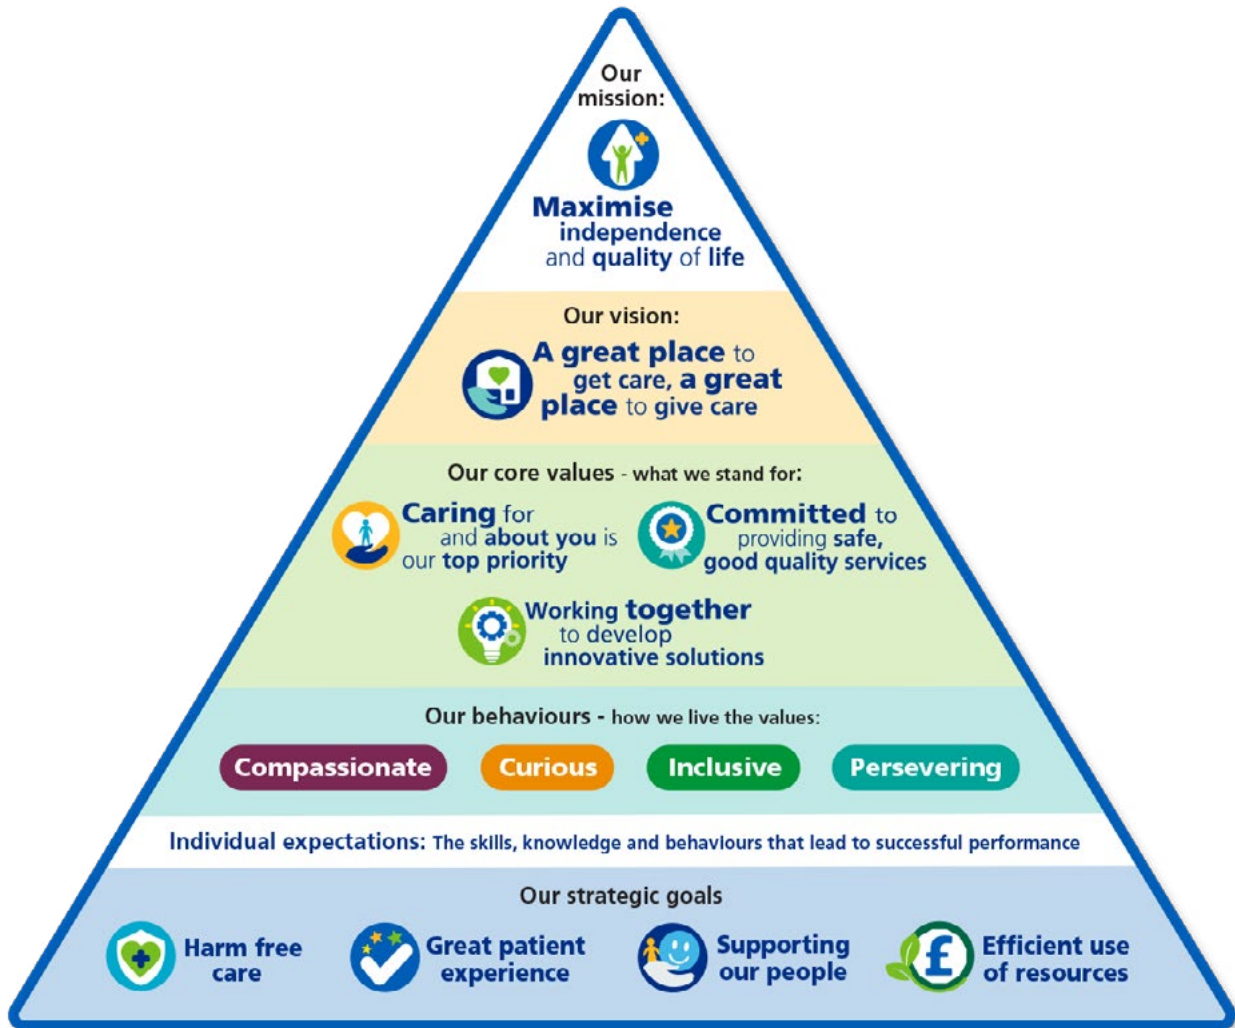 Our
mission:
Maximise
independence
and quality of life
Our vision:
A great place to
get care, a great
place to give care
Our core values - what we stand for:
Caring for
and about you is
our top priority
Committed to
providing safe,
good quality services
Working together
to develop
innovative solutions
Our behaviours - how we live the values:
Compassionate
Curious
Inclusive
Persevering
Individual expectations: The skills, knowledge and behaviours that lead to successful performance
Our strategic goals
Harm free
care
Great patient
experience
Supporting
our people
£
Efficient use
of resources